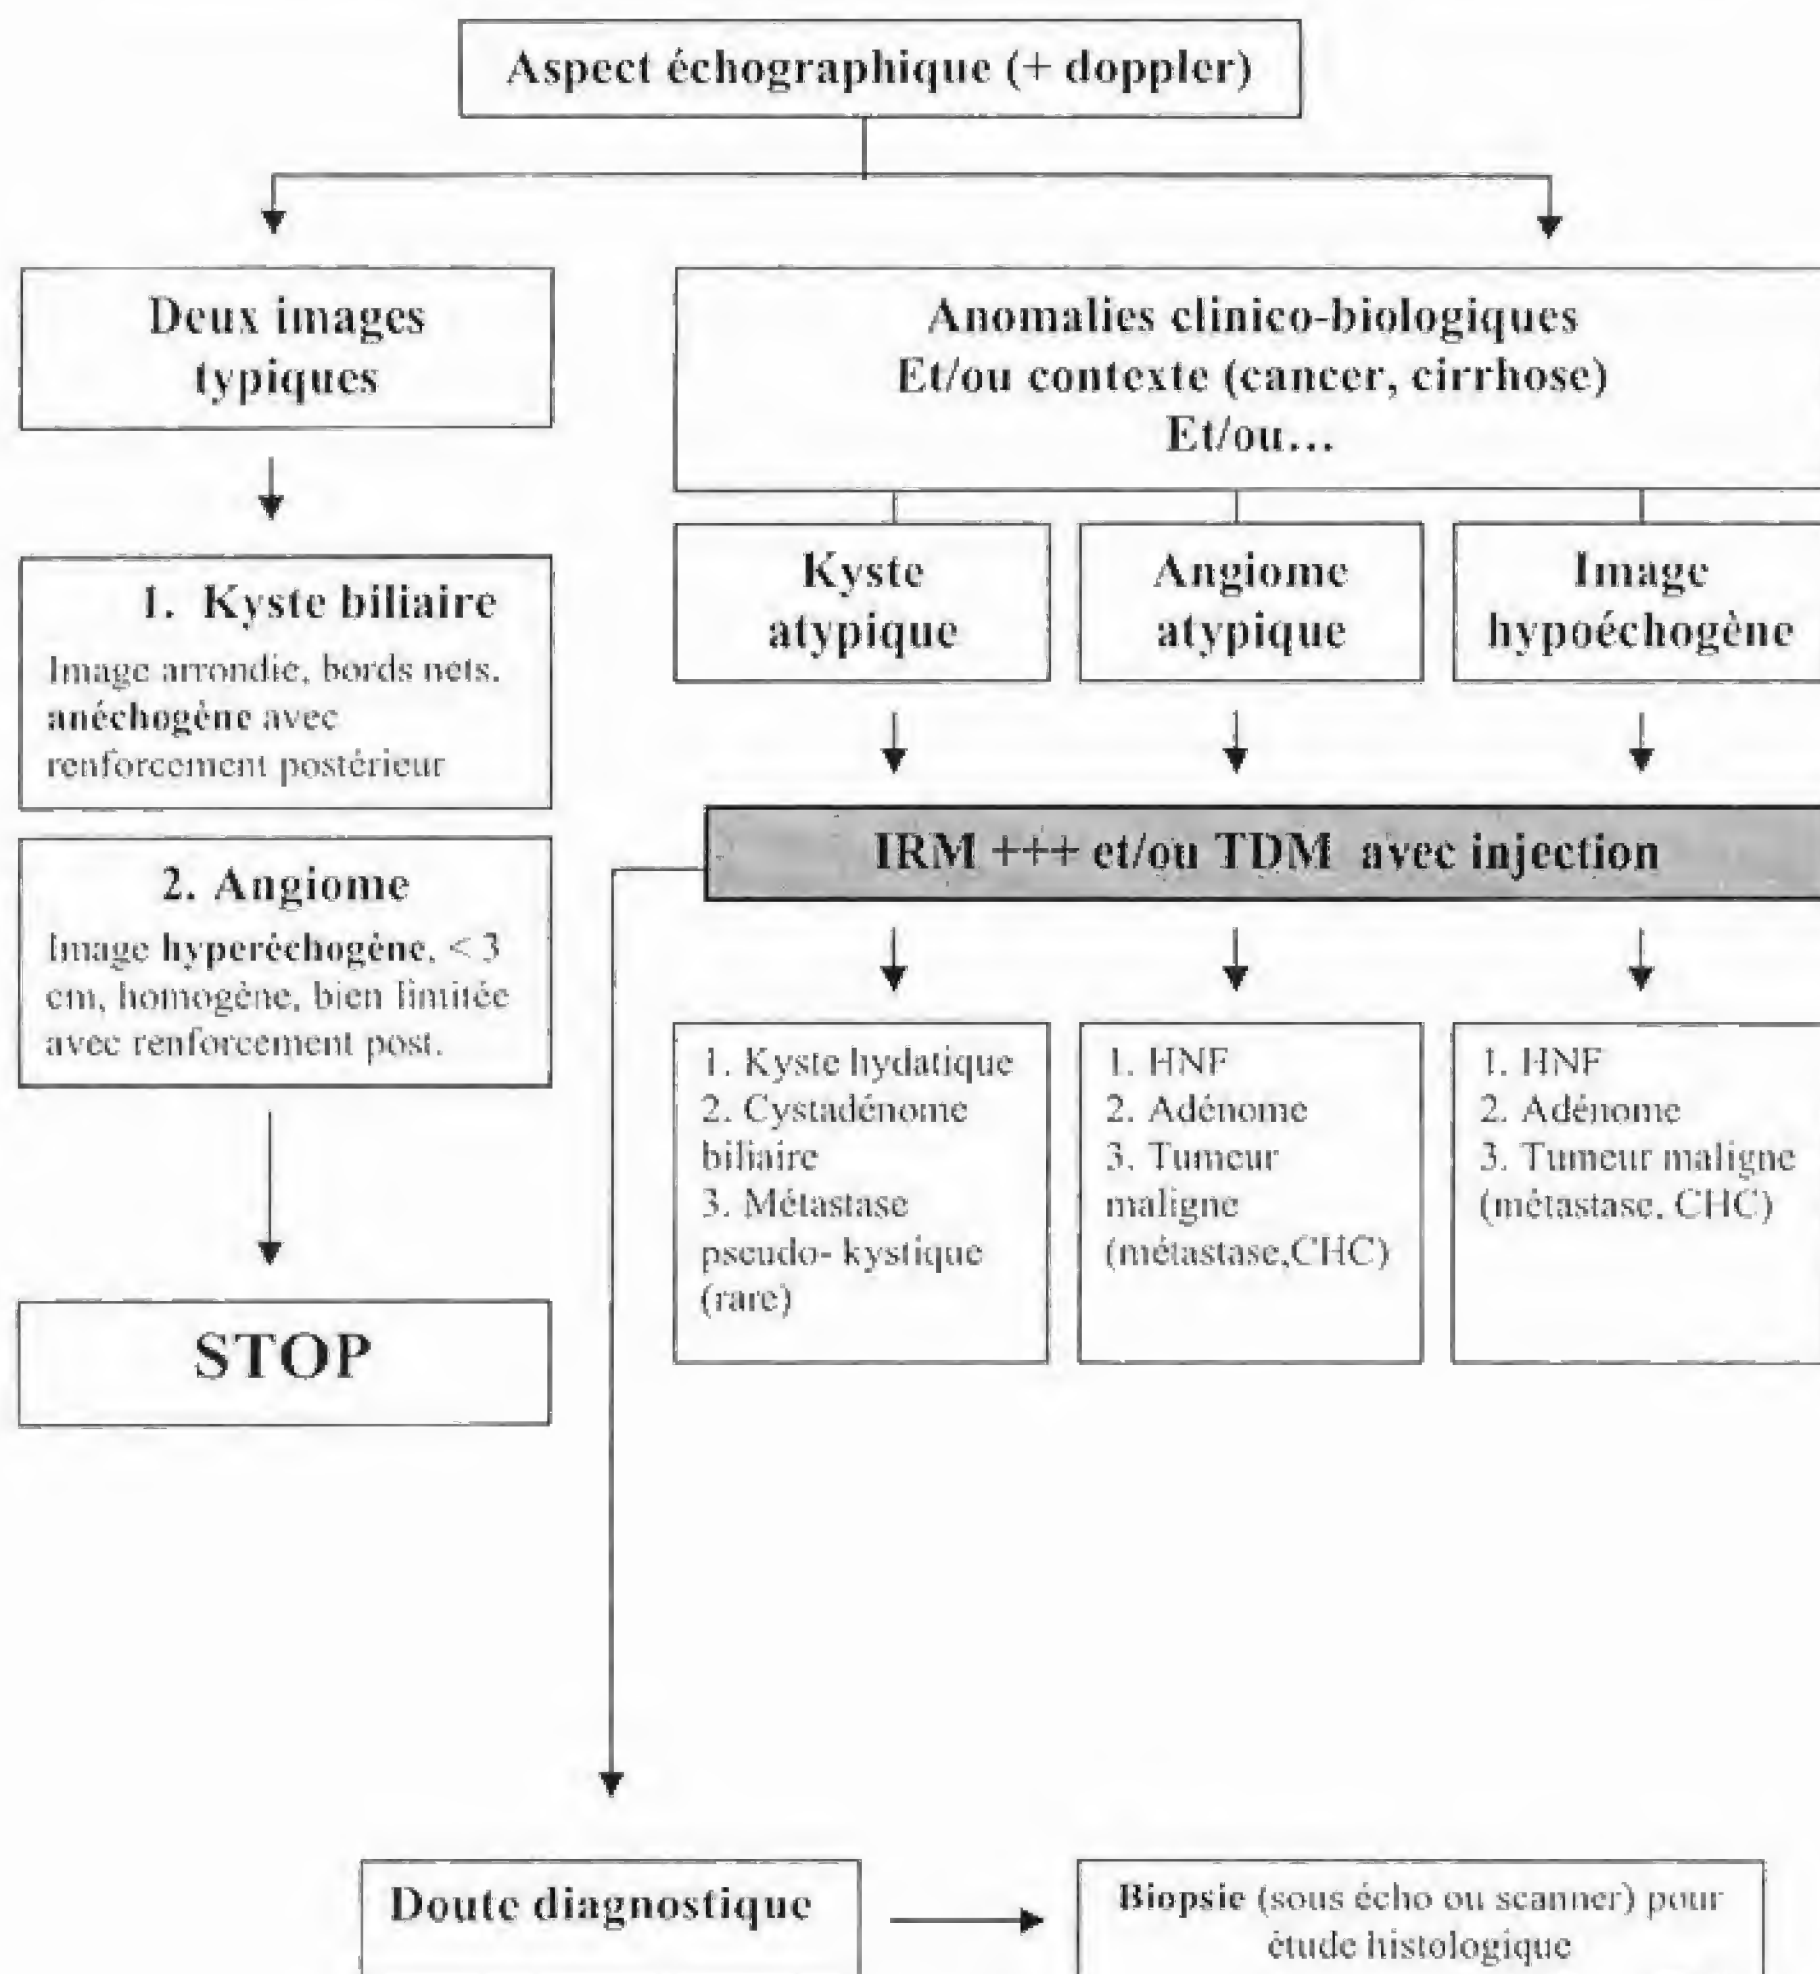 Aspect échographique (+ doppler)
Deux images
typiques
1. Kyste biliaire
Image arrondie, bords nets,
anéchogène avec
renforcement postérieur
2. Angiome
Image hyperéchogène, < 3
cm, homogène, bien limitée
avec renforcement post.
STOP
Anomalies clinico-biologiques
Et/ou contexte (cancer, cirrhose)
Et/ou...
Kyste
atypique
Angiome
atypique
Image
hypoéchogène
IRM +++ et/ou TDM avec injection
1. Kyste hydatique
2. Cystadénome
biliaire
3. Métastase
pseudo- kystique
(rare)
1. HNF
2. Adénome
3. Tumeur
maligne
(métastase,CHC)
1. HNF
2. Adénome
3. Tumeur maligne
(métastase, CHC)
Doute diagnostique
Biopsie (sous écho ou scanner) pour
étude histologique